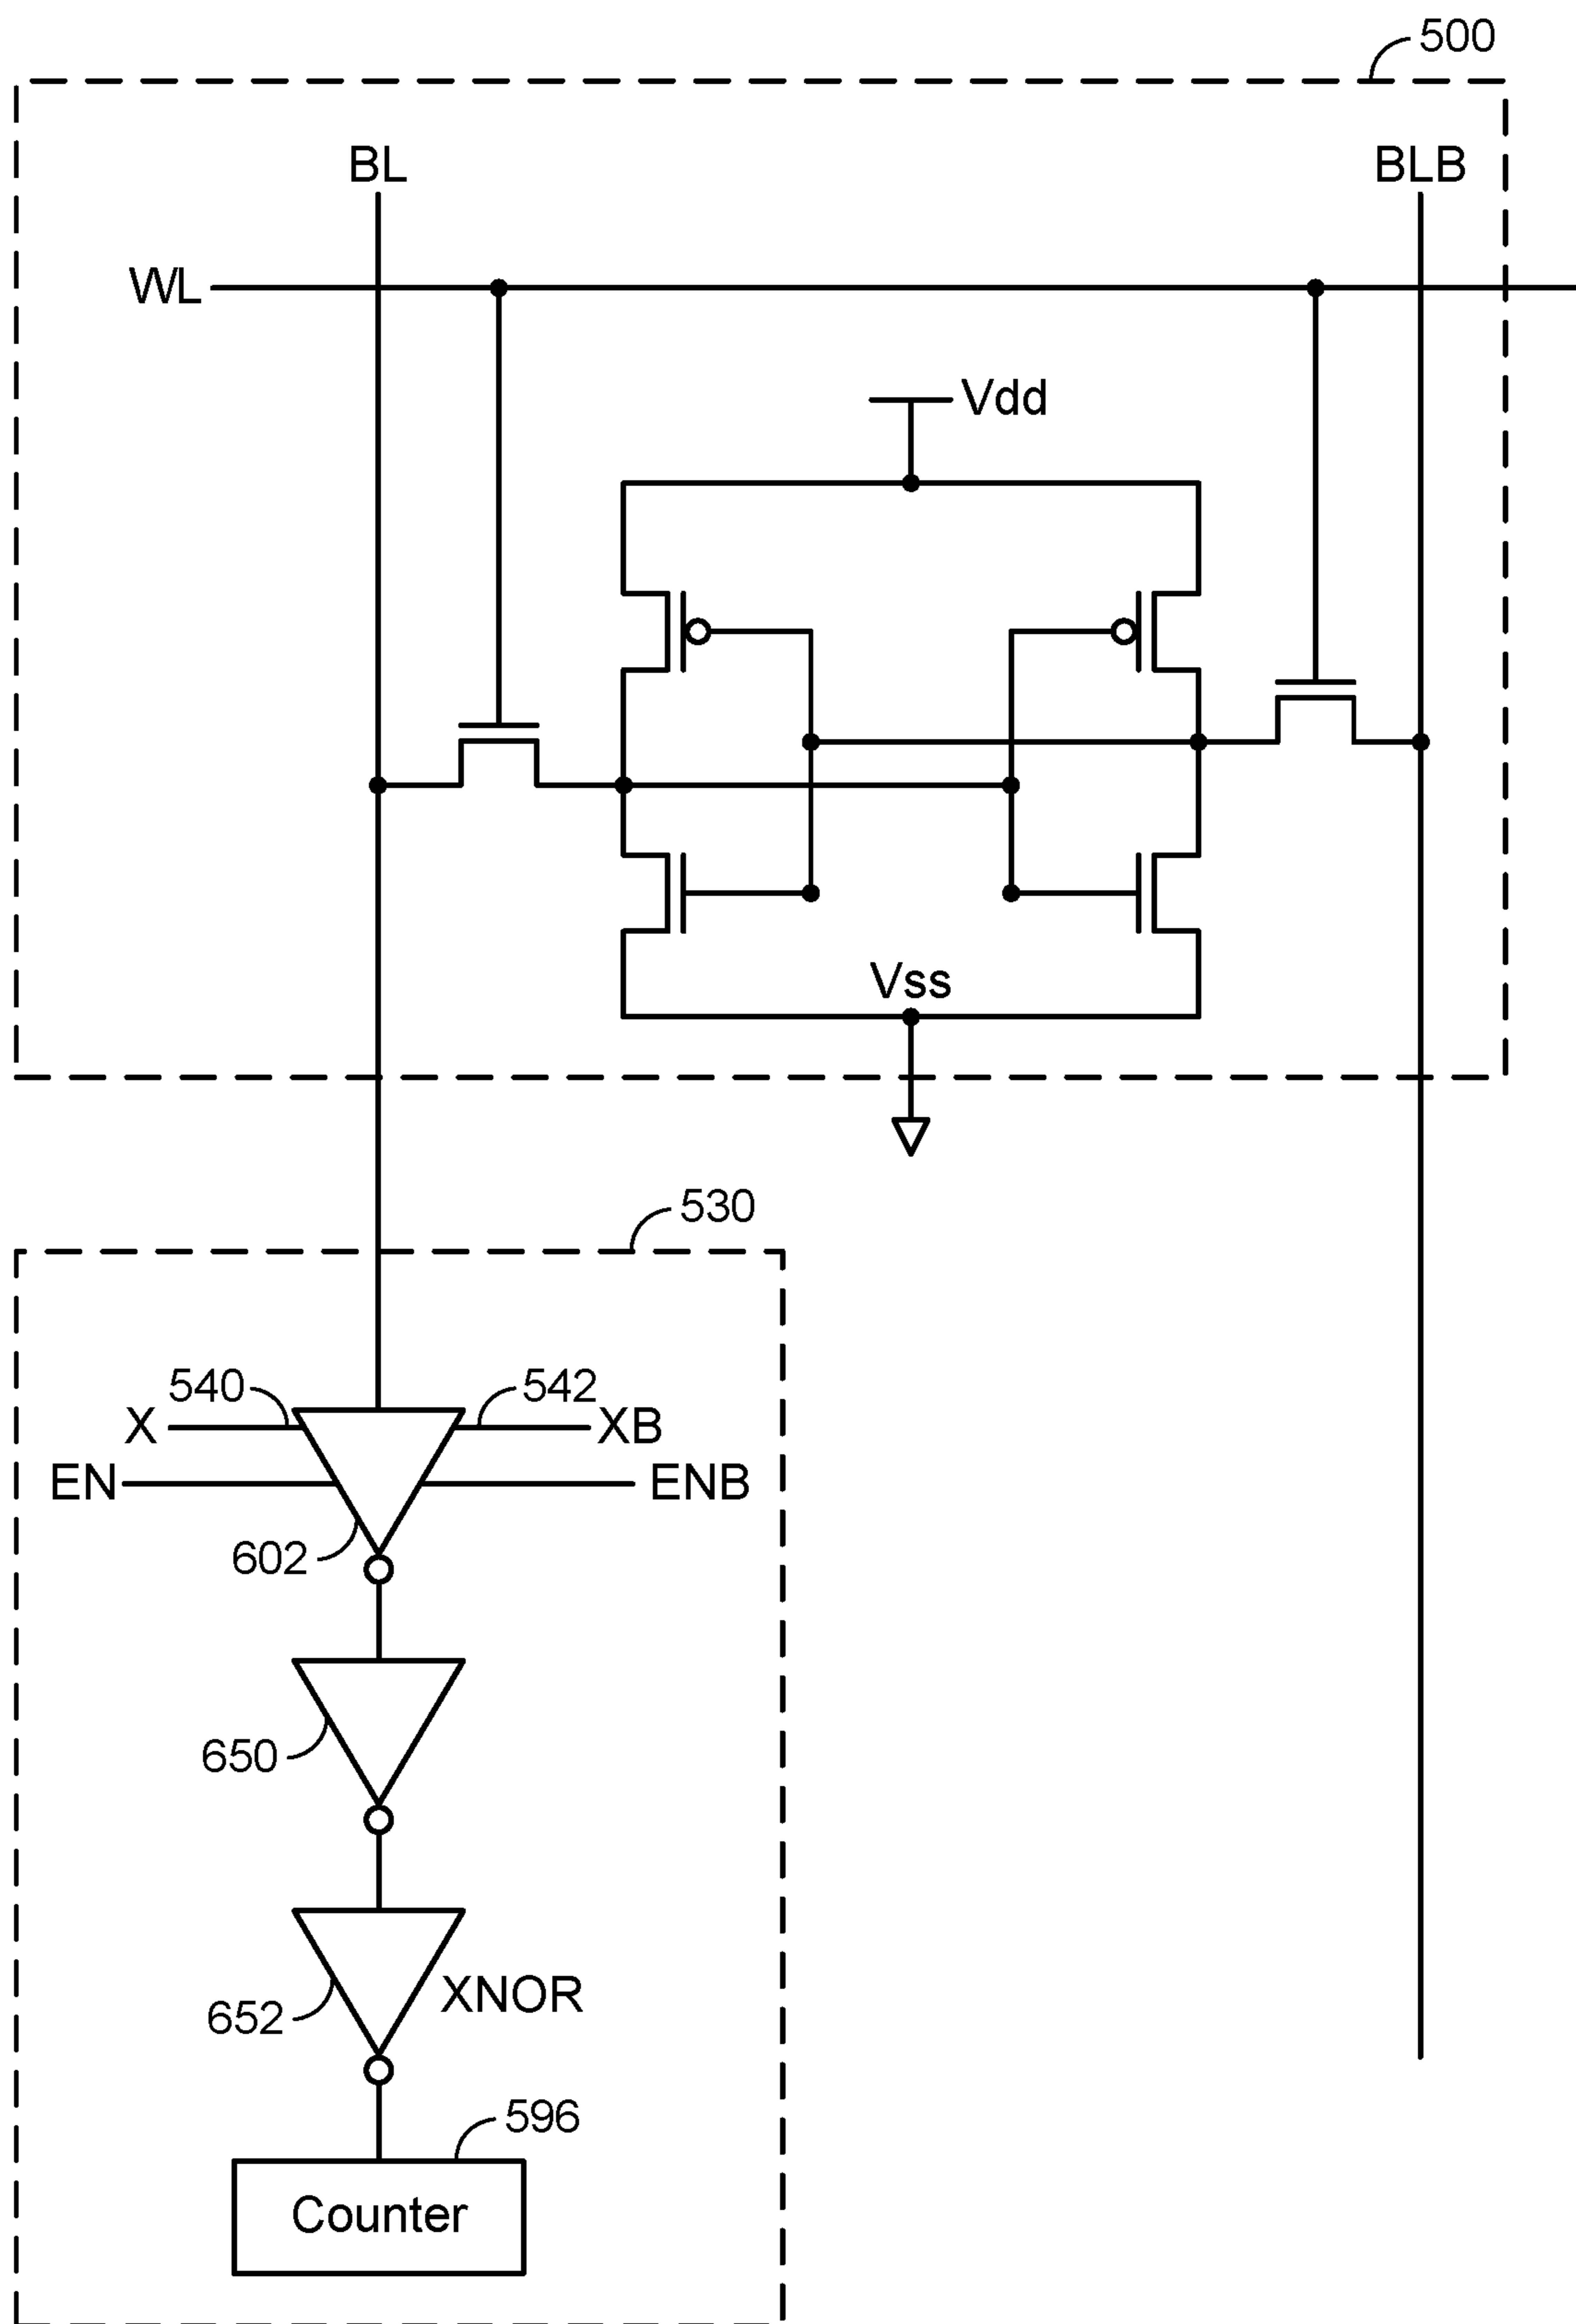 500
BL
BLB
WL
Vdd
Vss
530
540
542
X
XB
EN
ENB
602
650
652
XNOR
596
Counter